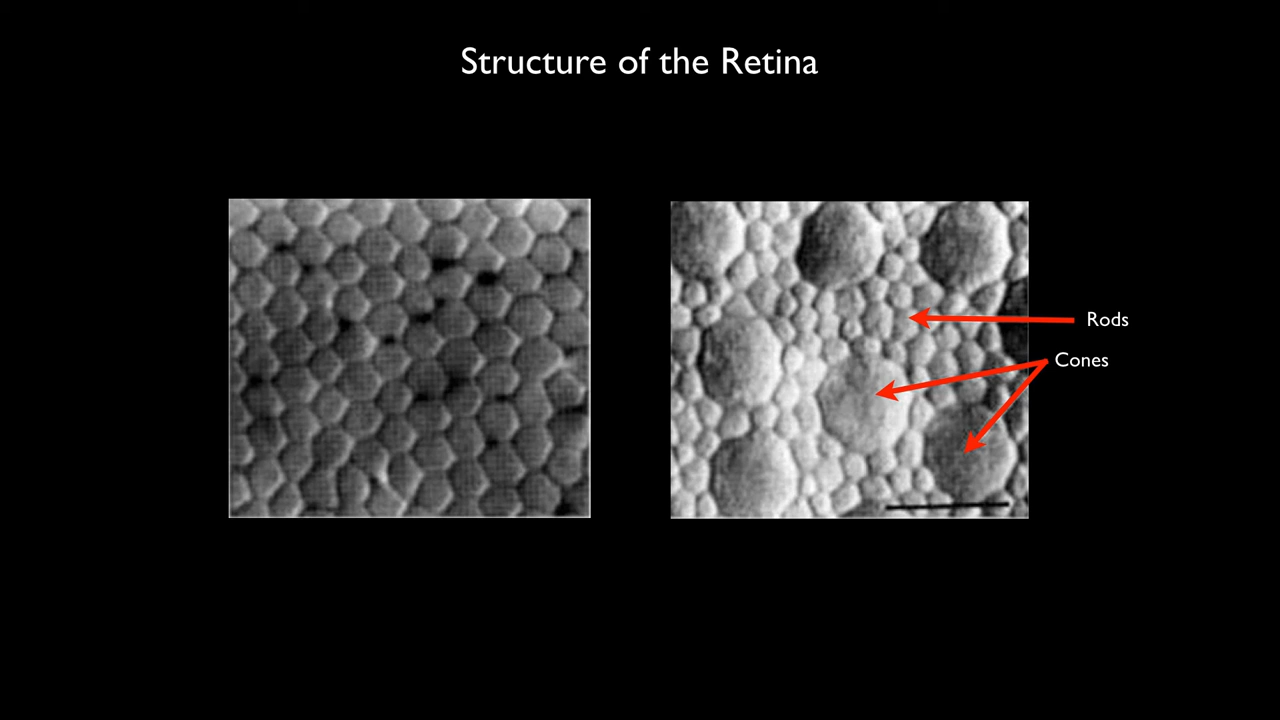 Structure of the Retina
Rods
Cones